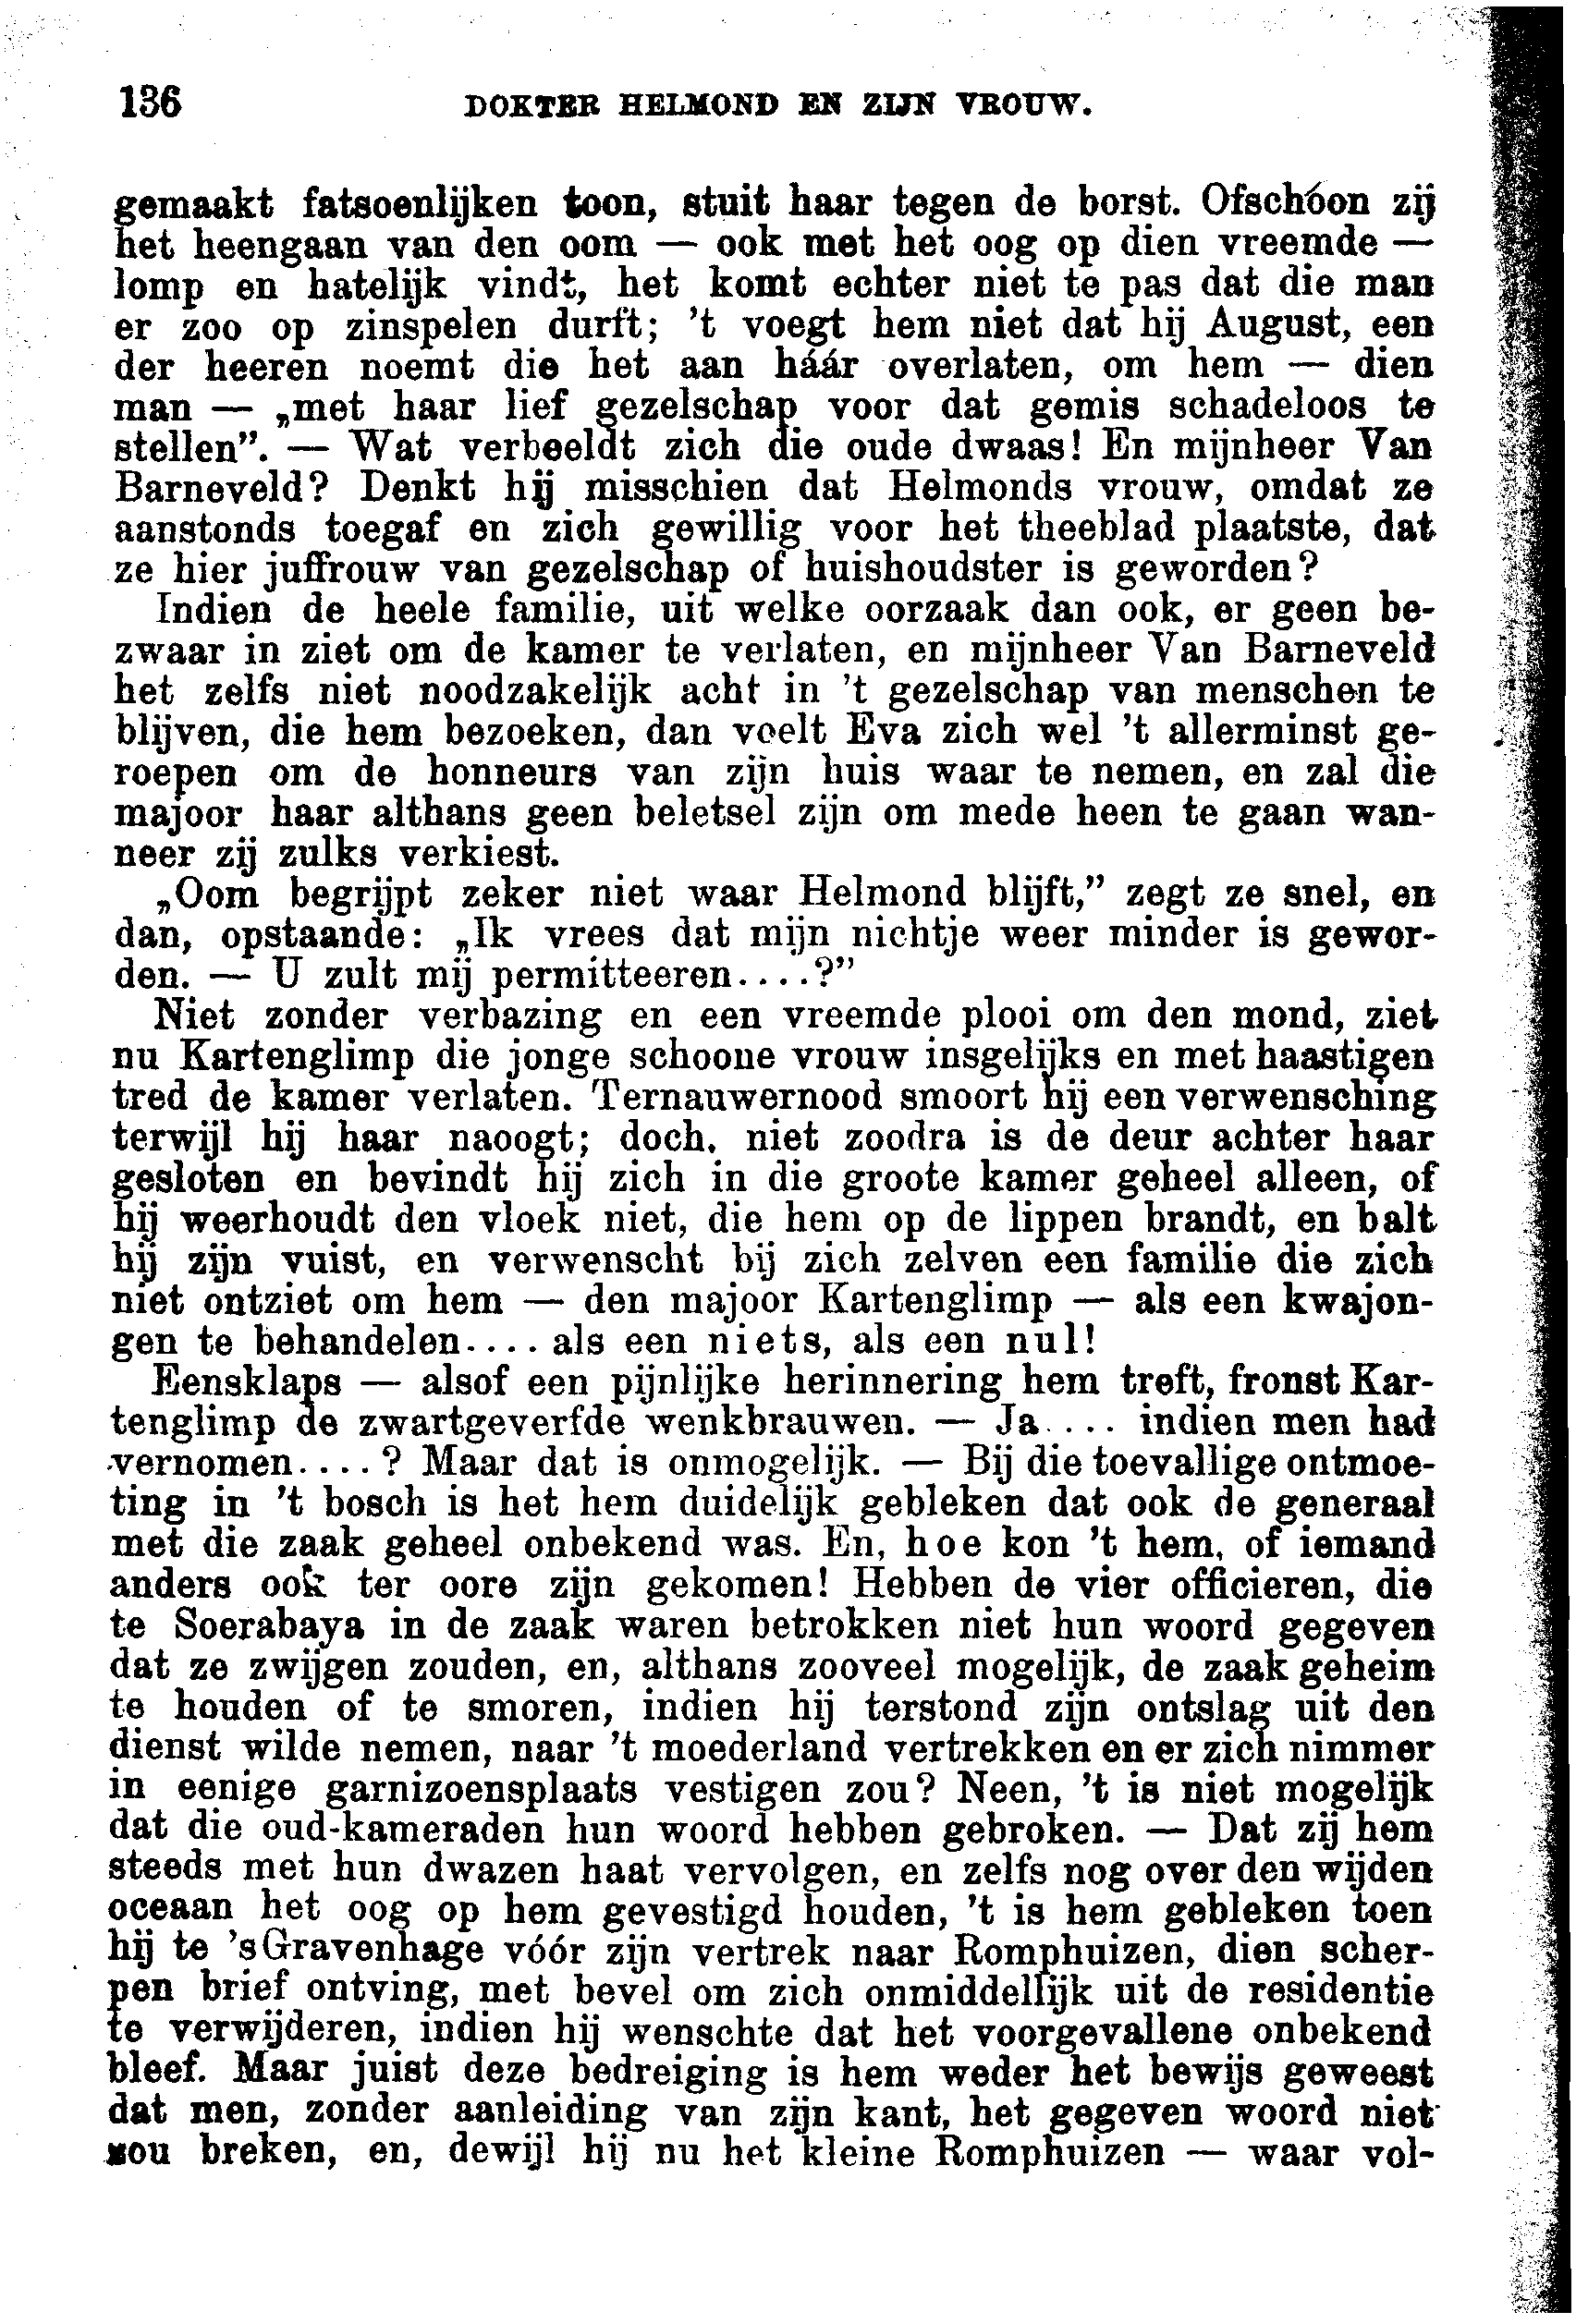 136 DOKTER HELMOND EN ZIJN VROUW.
gemaakt fatsoenlijken toon, stuit haar tegen de borst. Ofschóon zij
het heengaan van den oom — ook met het oog op dien vreemde —
lomp en hatelijk vindt, het komt echter niet te pas dat die man
er zoo op zinspelen durft; 't voegt hem niet dat hij August, een
der heeren noemt die het aan háár overlaten, om hem — dien
man — „met haar lief gezelschap voor dat gemis schadeloos te
stellen”. — Wat verbeeldt zich die oude dwaas! En mijnheer Van
Barneveld? Denkt hij misschien dat Helmonds vrouw, omdat ze
aanstonds toegaf en zich gewillig voor het theeblad plaatste, dat
ze hier juffrouw van gezelschap of huishoudster is geworden?
Indien de heele familie, uit welke oorzaak dan ook, er geen be-
zwaar in ziet om de kamer te verlaten, en mijnheer Van Barneveld
het zelfs niet noodzakelijk acht in 't gezelschap van menschen te
blijven, die hem bezoeken, dan voelt Eva zich wel 't allerminst ge-
roepen om de honneurs van zijn huis waar te nemen, en zal die
majoor haar althans geen beletsel zijn om mede heen te gaan wan-
neer zij zulks verkiest.
„Oom begrijpt zeker niet waar Helmond blijft,” zegt ze snel, en
dan, opstaande: „Ik vrees dat mijn nichtje weer minder is gewor-
den. — U zult mij permitteeren....?”
Niet zonder verbazing en een vreemde plooi om den mond, ziet
nu Kartenglimp die jonge schoone vrouw insgelijks en met haastigen
tred de kamer verlaten. Ternauwernood smoort hij een verwensching
terwijl hij haar naoogt; doch. niet zoodra is de deur achter haar
gesloten en bevindt hij zich in die groote kamer geheel alleen, of
hij weerhoudt den vloek niet, die hem op de lippen brandt, en balt
hij zijn vuist, en verwenscht bij zich zelven een familie die zich
niet ontziet om hem — den majoor Kartenglimp — als een kwajon-
gen te behandelen.... als een niets, als een nul!
Eensklaps — alsof een pijnlijke herinnering hem treft, fronst Kar-
tenglimp de zwartgeverfde wenkbrauwen. — Ja.... indien men had
vernomen....? Maar dat is onmogelijk. — Bij die toevallige ontmoe-
ting in 't bosch is het hem duidelijk gebleken dat ook de generaal
met die zaak geheel onbekend was. En, hoe kon 't hem, of iemand
anders ook ter oore zijn gekomen! Hebben de vier officieren, die
te Soerabaya in de zaak waren betrokken niet hun woord gegeven
dat ze zwijgen zouden, en, althans zooveel mogelijk, de zaak geheim
te houden of te smoren, indien hij terstond zijn ontslag uit den
dienst wilde nemen, naar 't moederland vertrekken en er zich nimmer
in eenige garnizoensplaats vestigen zou? Neen, 't is niet mogelijk
dat die oud-kameraden hun woord hebben gebroken. — Dat zij hem
steeds met hun dwazen haat vervolgen, en zelfs nog over den wijden
oceaan het oog op hem gevestigd houden, 't is hem gebleken toen
hij te 'sGravenhage vóór zijn vertrek naar Romphuizen, dien scher-
pen brief ontving, met bevel om zich onmiddellijk uit de residentie
te verwijderen, indien hij wenschte dat het voorgevallene onbekend
bleef. Maar juist deze bedreiging is hem weder het bewijs geweest
dat men, zonder aanleiding van zijn kant, het gegeven woord niet
zou breken, en, dewijl hij nu het kleine Romphuizen — waar vol-